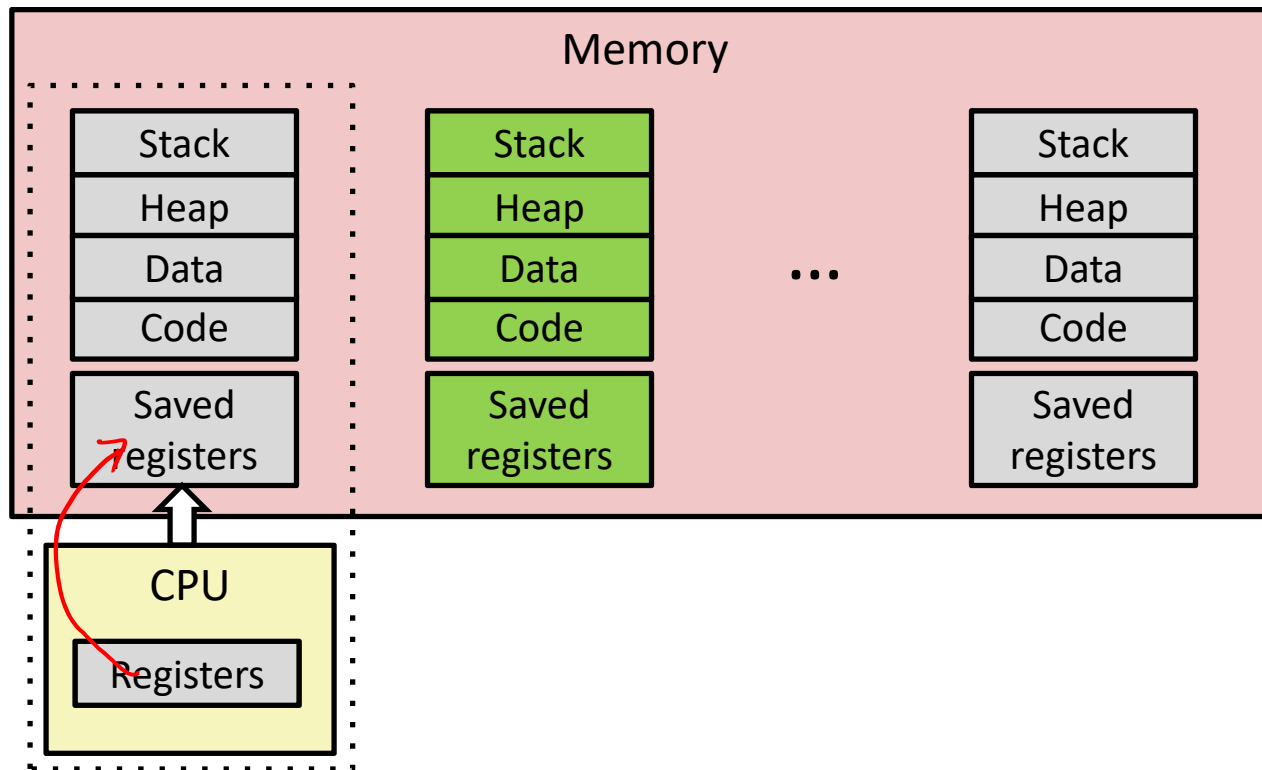 Memory
Stack
Heap
Data
Code
Saved
registers
Stack
Heap
Data
Code
Saved
registers
...
Stack
Heap
Data
Code
Saved
registers
CPU
Registers